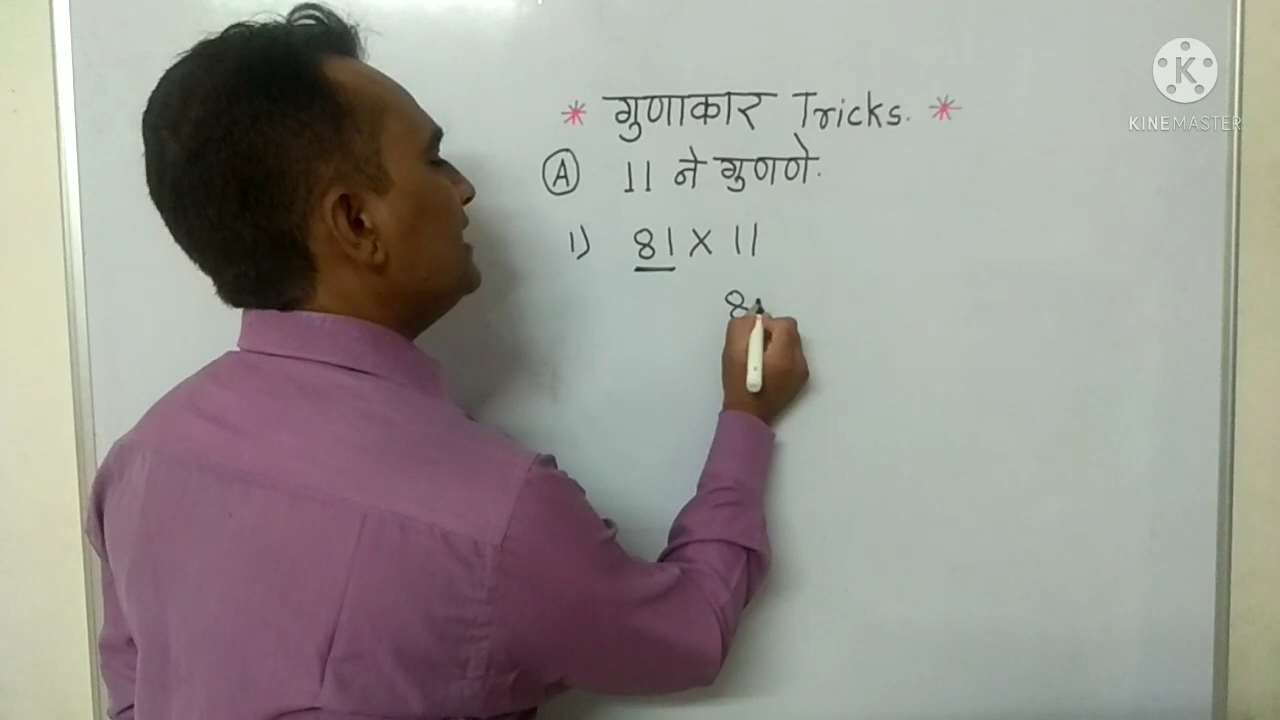 * गुणाकार Tricks. *
A 11 ने गुणणे.
1) 81 X 11
8
K
KINEMASTER